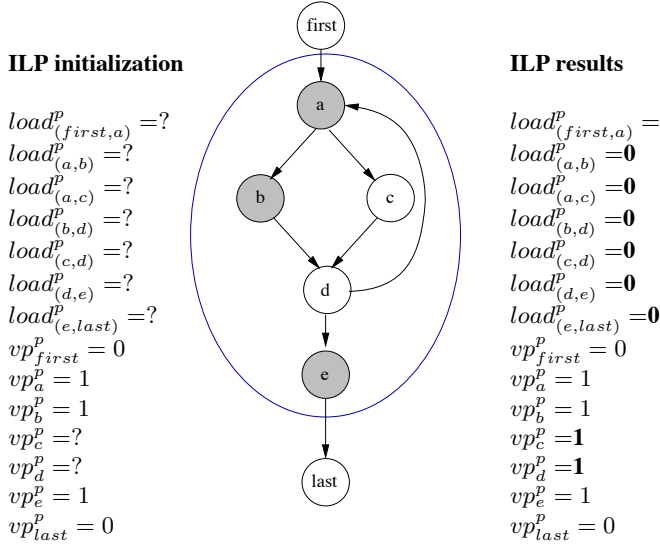 ILP initialization
load^p_(first,a) =?
load^p_(a,b) =?
load^p_(a,c) =?
load^p_(b,d) =?
load^p_(c,d) =?
load^p_(d,e) =?
load^p_(e,last) =?
vp^p_first = 0
vp^p_a = 1
vp^p_b = 1
vp^p_c =?
vp^p_d =?
vp^p_e = 1
vp^p_last = 0
first
a
b
c
d
e
last
ILP results
load^p_(first,a) =
load^p_(a,b) =0
load^p_(a,c) =0
load^p_(b,d) =0
load^p_(c,d) =0
load^p_(d,e) =0
load^p_(e,last) =0
vp^p_first = 0
vp^p_a = 1
vp^p_b = 1
vp^p_c =1
vp^p_d =1
vp^p_e = 1
vp^p_last = 0